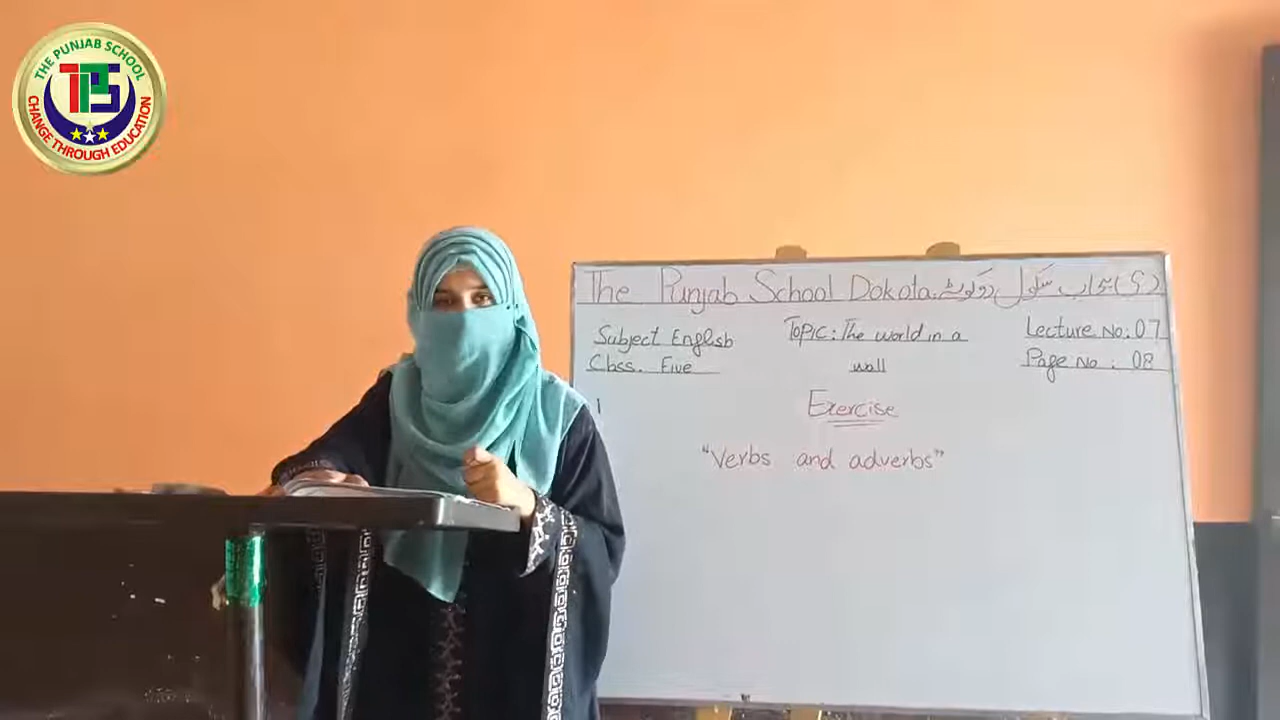 THE PUNJAB SCHOOL
TPS
CHANGE THROUGH EDUCATION
The Punjab School Dokota.
Subject English
Class. Five
Topic: The world in a
wall
Lecture No: 07
Page No : 08
Exercise
"Verbs and adverbs"